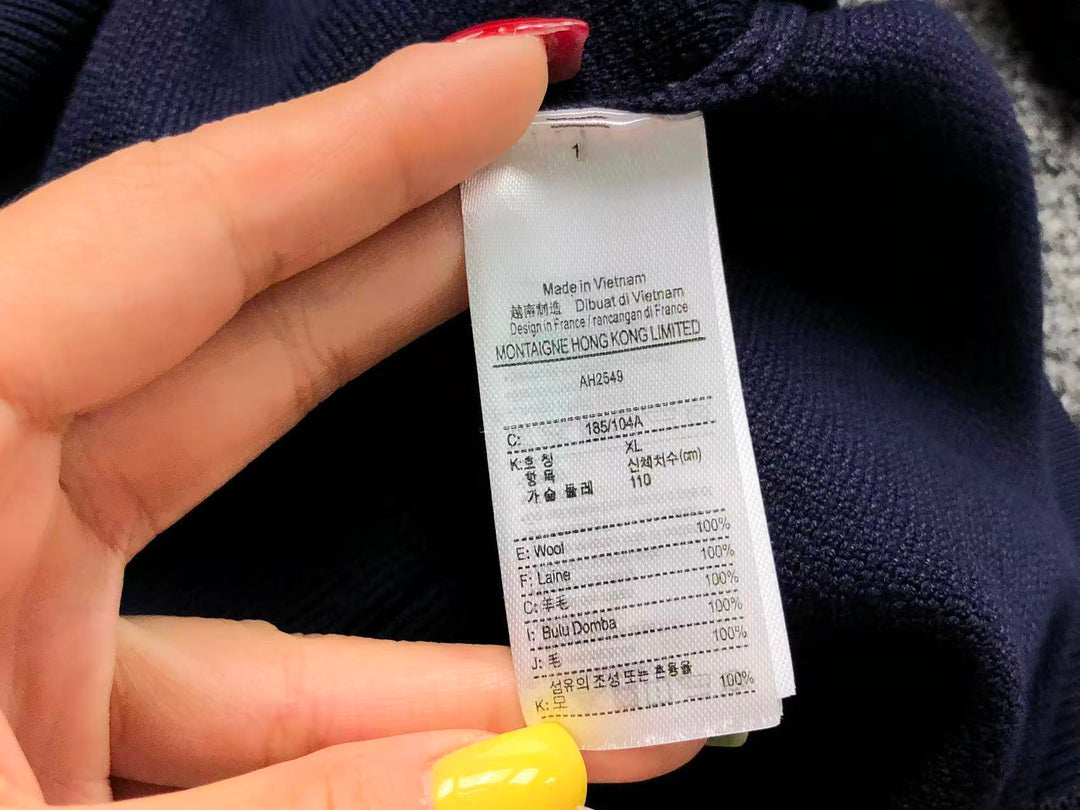 1
Made in Vietnam
越南制造 Dibuat di Vietnam
Design in France / rancangan di France
MONTAIGNE HONG KONG LIMITED
AH2549
C: 185/104A
K:호 칭 XL
항 목 신체치수(cm)
가 슴 둘 레 110
E: Wool 100%
F: Laine 100%
C: 羊毛 100%
I: Bulu Domba 100%
J: 毛 100%
섬유의 조성 또는 혼용율
K: 모 100%